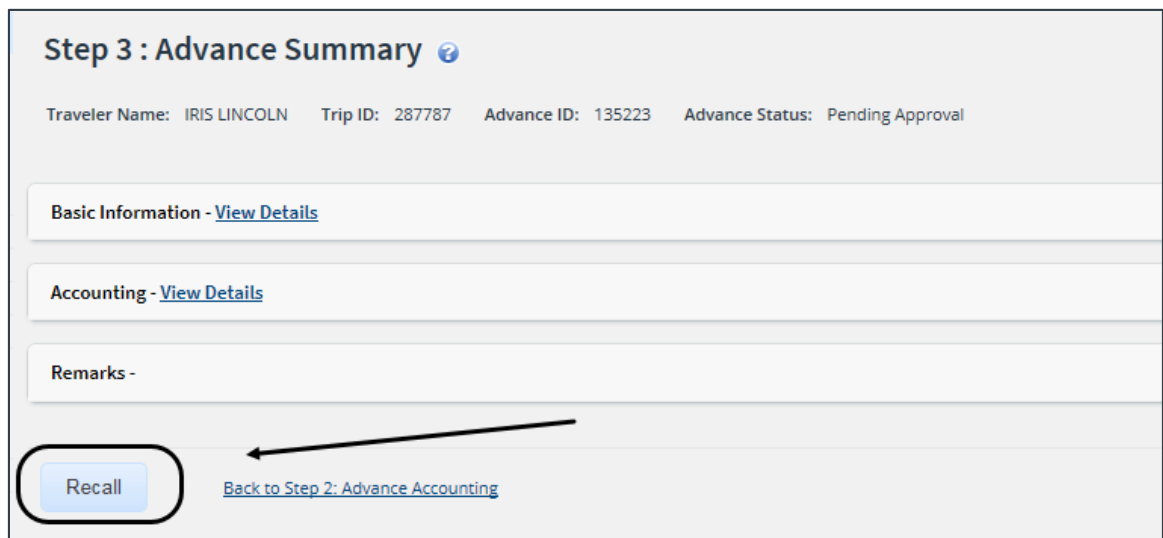 Step 3 : Advance Summary ?
Traveler Name: IRIS LINCOLN Trip ID: 287787 Advance ID: 135223 Advance Status: Pending Approval
Basic Information - View Details
Accounting - View Details
Remarks -
Recall Back to Step 2: Advance Accounting